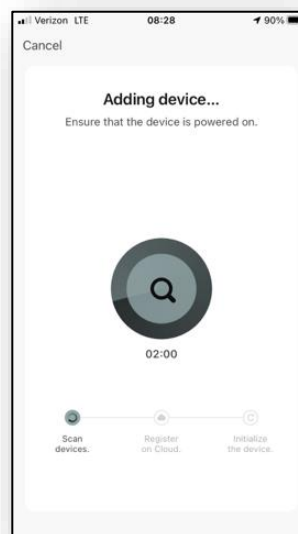 Verizon LTE 08:28 90%
Cancel
Adding device...
Ensure that the device is powered on.
02:00
Scan Register Initialize
devices. on Cloud. the device.